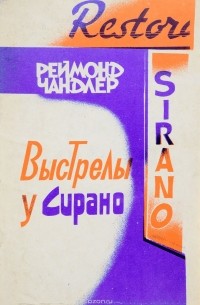 Restora
РЕЙМОНД
ЧАНДЛЕР
SIRANO
ВЫСТРЕЛЫ
У Сирано